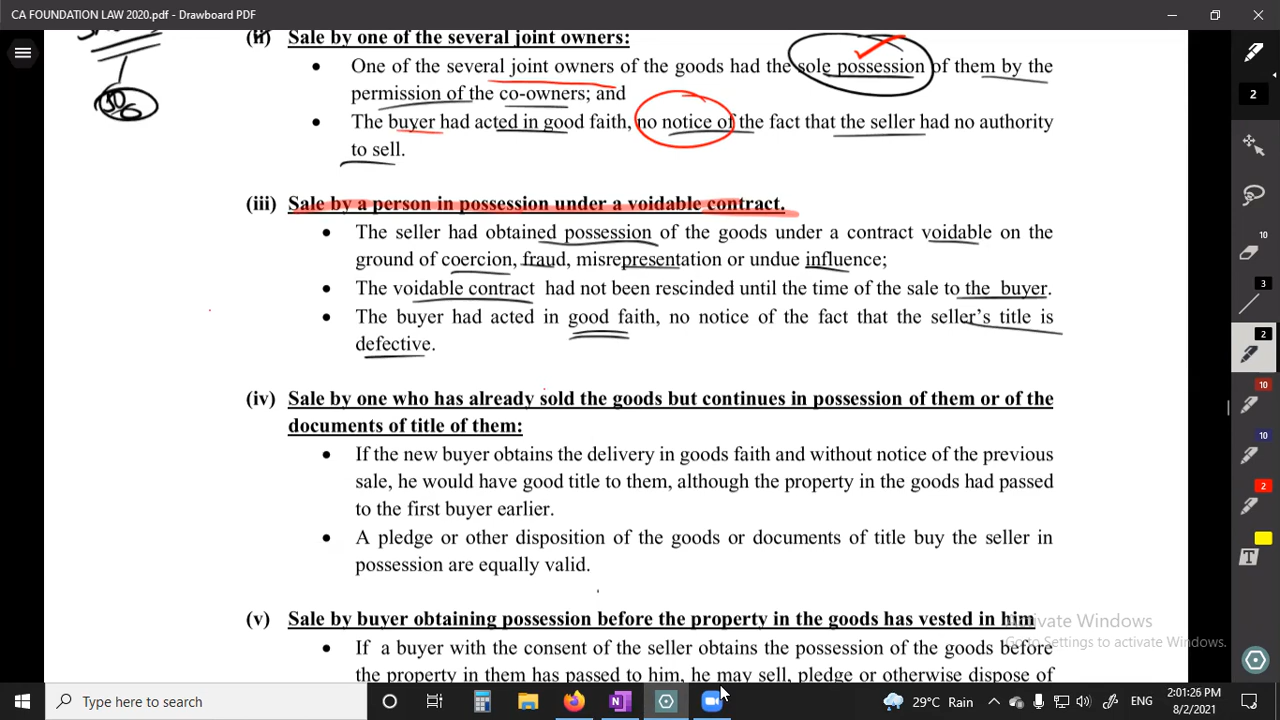 CA FOUNDATION LAW 2020.pdf - Drawboard PDF
(ii) Sale by one of the several joint owners:
• One of the several joint owners of the goods had the sole possession of them by the
permission of the co-owners; and
• The buyer had acted in good faith, no notice of the fact that the seller had no authority
to sell.
(iii) Sale by a person in possession under a voidable contract.
• The seller had obtained possession of the goods under a contract voidable on the
ground of coercion, fraud, misrepresentation or undue influence;
• The voidable contract had not been rescinded until the time of the sale to the buyer.
• The buyer had acted in good faith, no notice of the fact that the seller’s title is
defective.
(iv) Sale by one who has already sold the goods but continues in possession of them or of the
documents of title of them:
• If the new buyer obtains the delivery in goods faith and without notice of the previous
sale, he would have good title to them, although the property in the goods had passed
to the first buyer earlier.
• A pledge or other disposition of the goods or documents of title buy the seller in
possession are equally valid.
(v) Sale by buyer obtaining possession before the property in the goods has vested in him
• If a buyer with the consent of the seller obtains the possession of the goods before
the property in them has passed to him, he may sell, pledge or otherwise dispose of
2
10
3
2
10
10
2
T
Activate Windows
Go to Settings to activate Windows.
Type here to search
29°C Rain
ENG
2:01:26 PM
8/2/2021